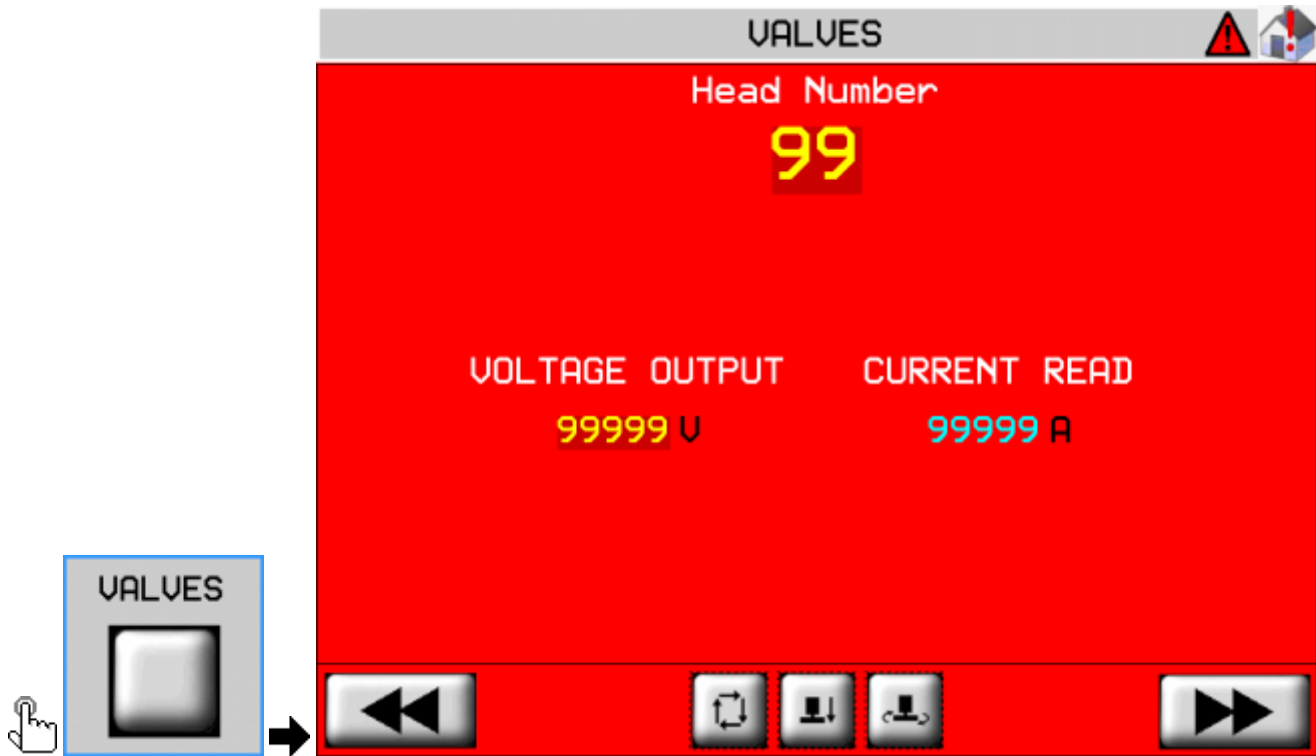 VALVES
Head Number
99
VOLTAGE OUTPUT CURRENT READ
99999 V 99999 A
VALVES